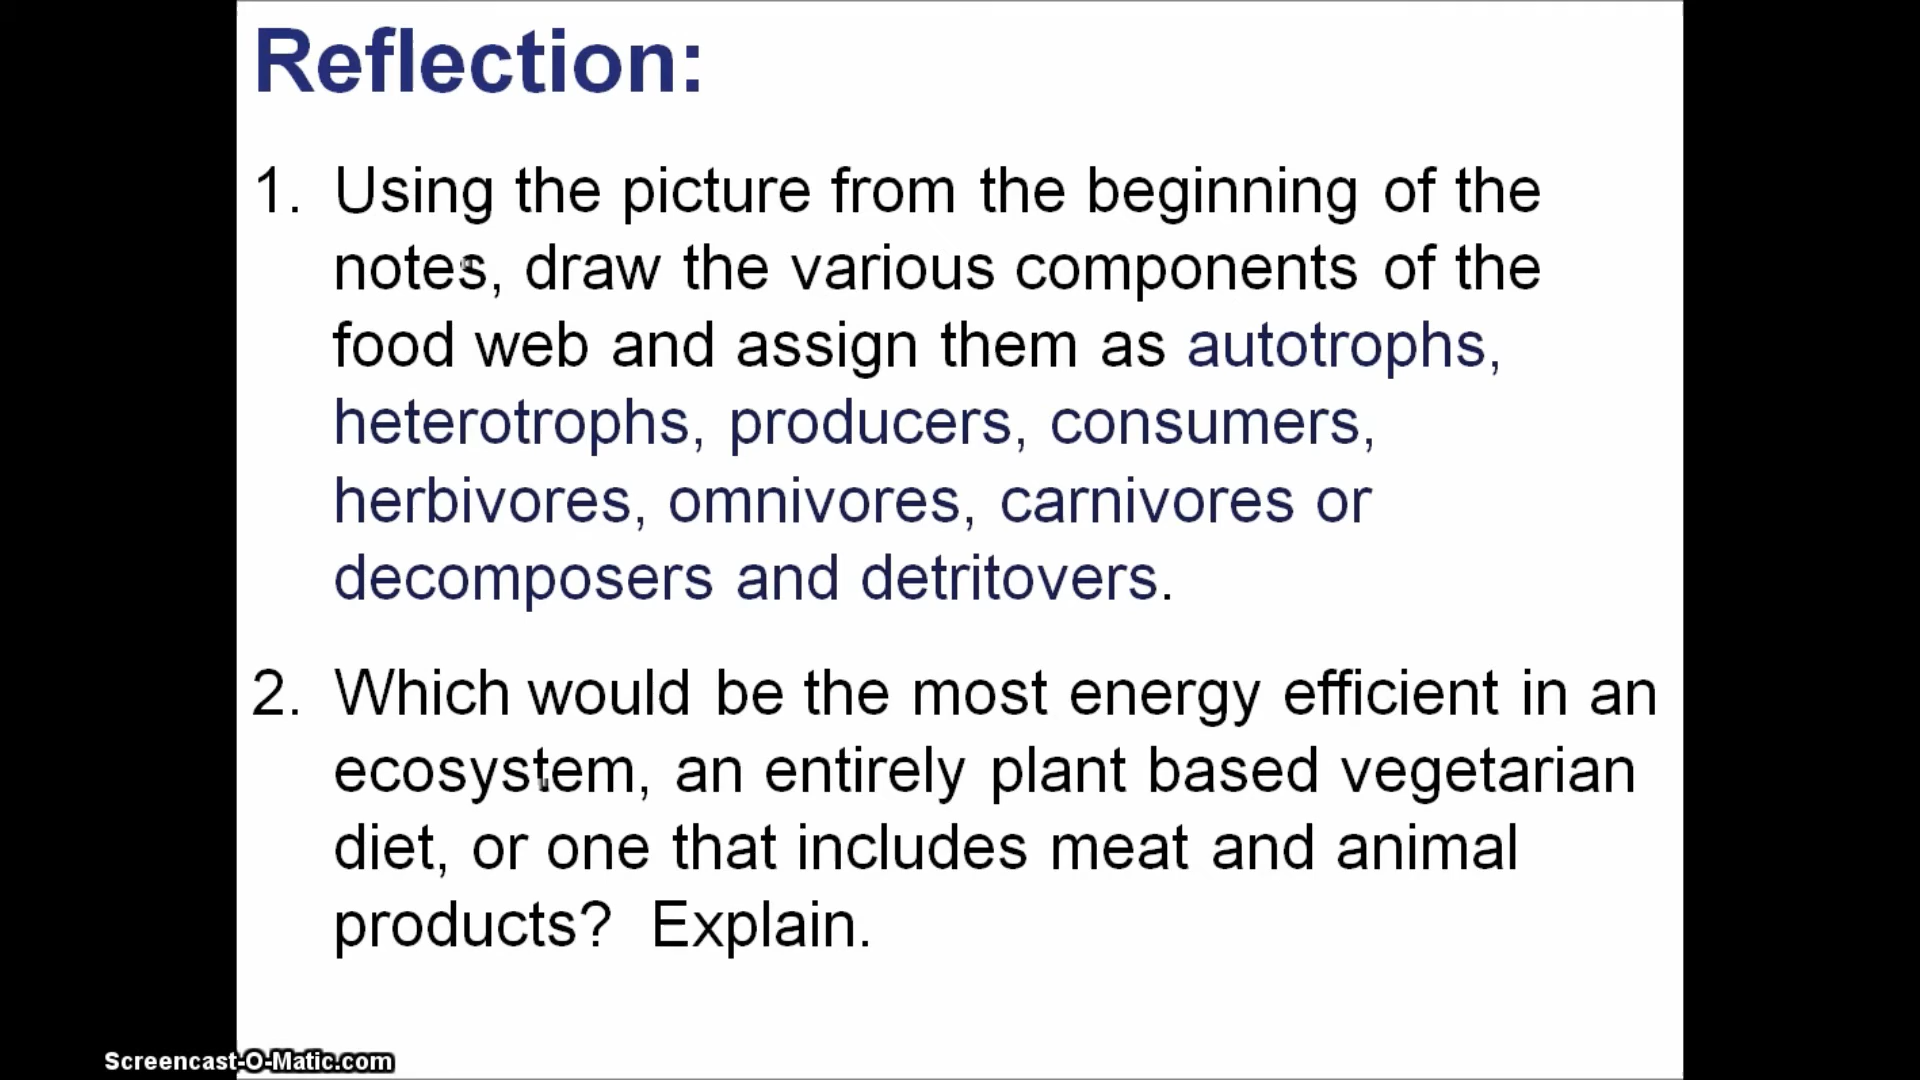 Reflection:
1. Using the picture from the beginning of the
notes, draw the various components of the
food web and assign them as autotrophs,
heterotrophs, producers, consumers,
herbivores, omnivores, carnivores or
decomposers and detritovers.
2. Which would be the most energy efficient in an
ecosystem, an entirely plant based vegetarian
diet, or one that includes meat and animal
products? Explain.
Screencast-O-Matic.com